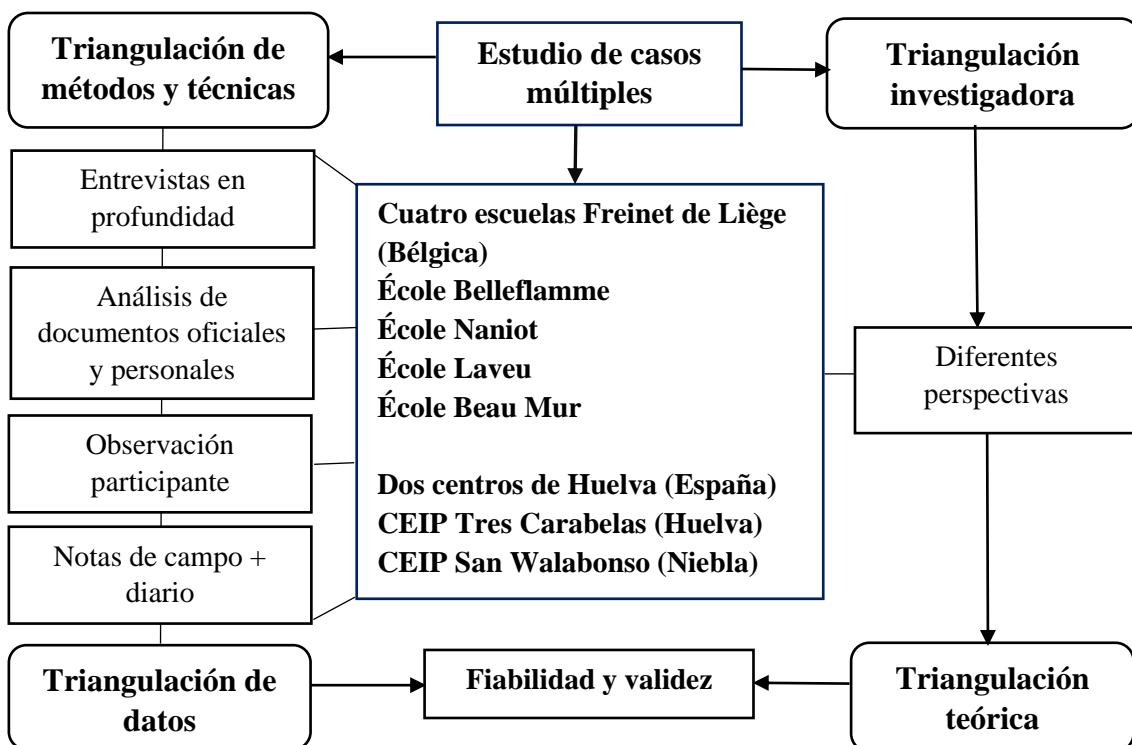 Triangulación de
métodos y técnicas
Estudio de casos
múltiples
Triangulación
investigadora
Entrevistas en
profundidad
Análisis de
documentos oficiales
y personales
Observación
participante
Notas de campo +
diario
Cuatro escuelas Freinet de Liège
(Bélgica)
École Belleflamme
École Naniot
École Laveu
École Beau Mur
Dos centros de Huelva (España)
CEIP Tres Carabelas (Huelva)
CEIP San Walabonso (Niebla)
Diferentes
perspectivas
Triangulación de
datos
Fiabilidad y validez
Triangulación
teórica